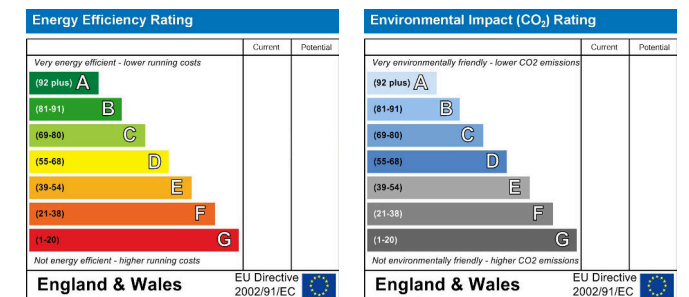 Energy Efficiency Rating
Current Potential
Very energy efficient - lower running costs
(92 plus) A
(81-91) B
(69-80) C
(55-68) D
(39-54) E
(21-38) F
(1-20) G
Not energy efficient - higher running costs
England & Wales
EU Directive
2002/91/EC
Environmental Impact (CO₂) Rating
Current Potential
Very environmentally friendly - lower CO2 emissions
(92 plus) A
(81-91) B
(69-80) C
(55-68) D
(39-54) E
(21-38) F
(1-20) G
Not environmentally friendly - higher CO2 emissions
England & Wales
EU Directive
2002/91/EC